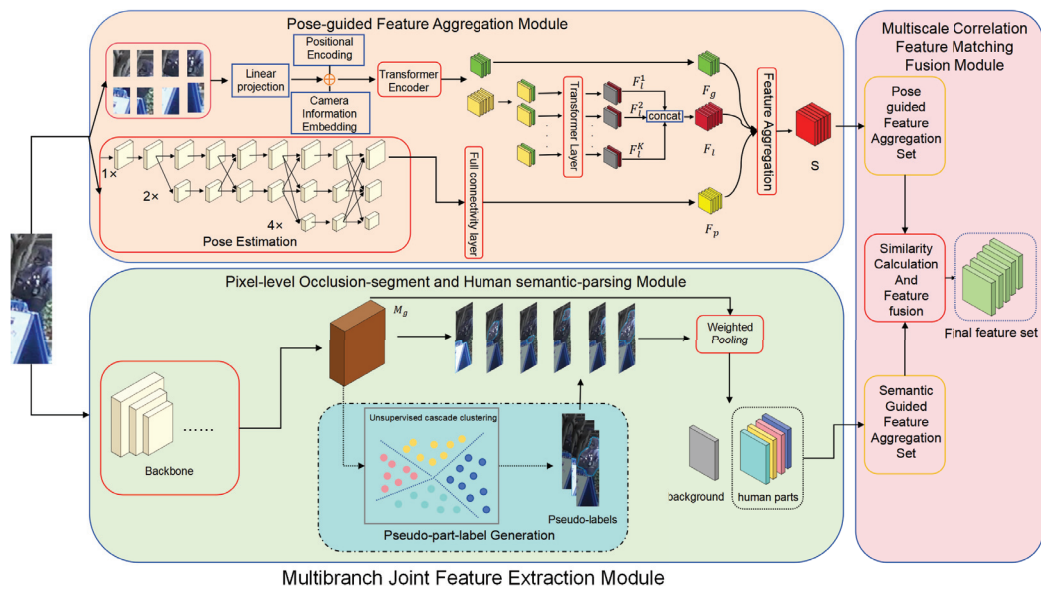 Pose-guided Feature Aggregation Module
Linear
projection
Positional
Encoding
Camera
Information
Embedding
Transformer
Encoder
Transformer
Layer
F_l^1
F_l^2
F_l^K
concat
F_g
F_l
F_p
Feature Aggregation
S
1×
2×
4×
Pose Estimation
Full connectivity
layer
Multiscale Correlation
Feature Matching
Fusion Module
Pose
guided
Feature
Aggregation
Set
Similarity
Calculation
And
Feature
fusion
Final feature set
Semantic
Guided
Feature
Aggregation
Set
Pixel-level Occlusion-segment and Human semantic-parsing Module
Backbone
......
M_g
Weighted
Pooling
Unsupervised cascade clustering
Pseudo-labels
Pseudo-part-label Generation
background
human parts
Multibranch Joint Feature Extraction Module